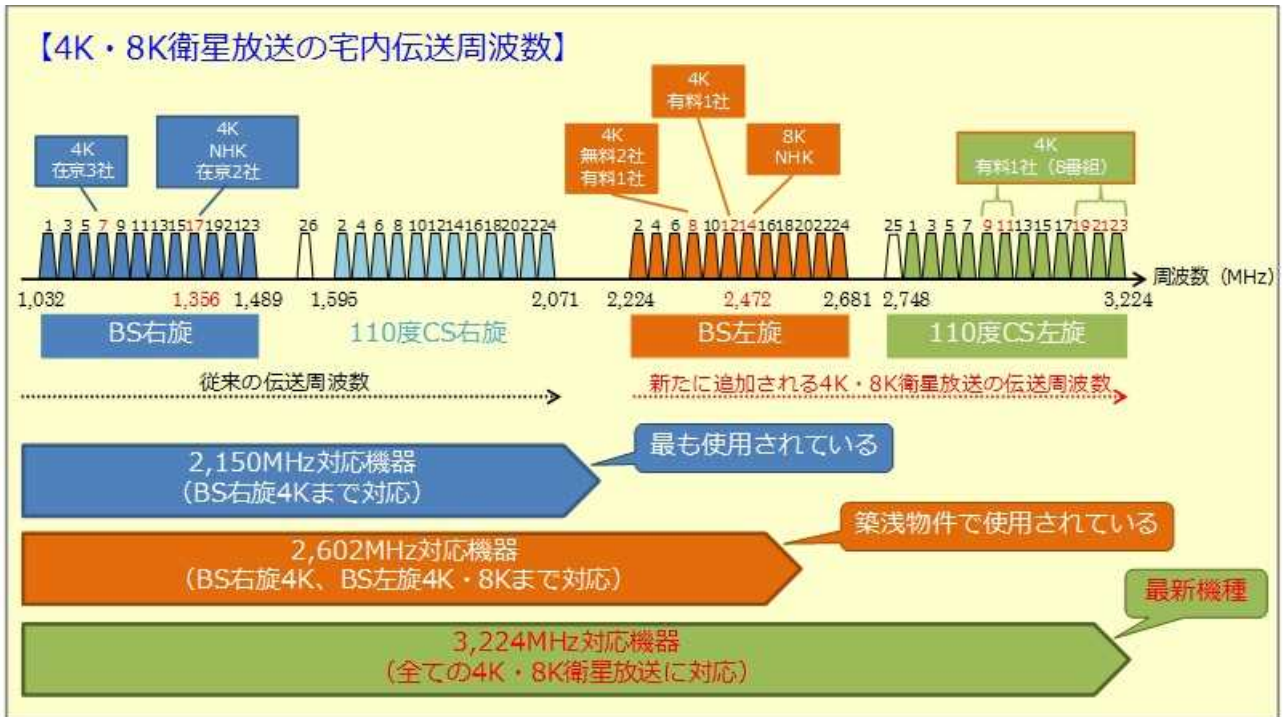 【4K・8K衛星放送の宅内伝送周波数】
4K
在京3社
4K
NHK
在京2社
4K
無料2社
有料1社
4K
有料1社
8K
NHK
4K
有料1社（8番組）
1 3 5 7 9 11 13 15 17 19 21 23
26
2 4 6 8 10 12 14 16 18 20 22 24
2 4 6 8 10 12 14 16 18 20 22 24
25 1 3 5 7 9 11 13 15 17 19 21 23
周波数（MHz）
1,032 1,356 1,489 1,595 2,071 2,224 2,472 2,681 2,748 3,224
BS右旋
110度CS右旋
BS左旋
110度CS左旋
従来の伝送周波数
新たに追加される4K・8K衛星放送の伝送周波数
2,150MHz対応機器
（BS右旋4Kまで対応）
最も使用されている
2,602MHz対応機器
（BS右旋4K、BS左旋4K・8Kまで対応）
築浅物件で使用されている
3,224MHz対応機器
（全ての4K・8K衛星放送に対応）
最新機種